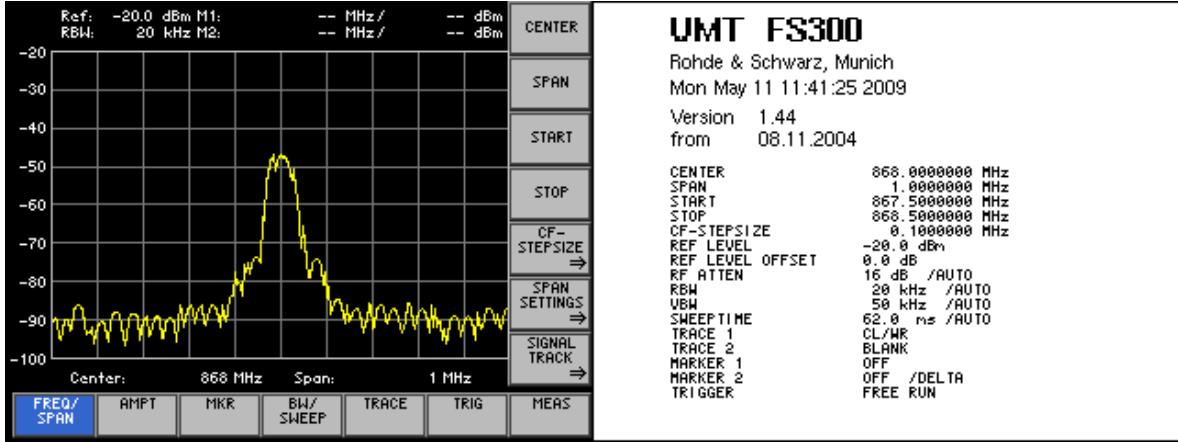 Ref: -20.0 dBm M1: -- MHz/ -- dBm
RBW: 20 kHz M2: -- MHz/ -- dBm
-20
-30
-40
-50
-60
-70
-80
-90
-100
Center: 868 MHz Span: 1 MHz
CENTER
SPAN
START
STOP
CF-
STEPSIZE
⇒
SPAN
SETTINGS
⇒
SIGNAL
TRACK
⇒
FREQ/
SPAN
AMPT
MKR
BW/
SWEEP
TRACE
TRIG
MEAS
UMT FS300
Rohde & Schwarz, Munich
Mon May 11 11:41:25 2009
Version 1.44
from 08.11.2004
CENTER 868.0000000 MHz
SPAN 1.0000000 MHz
START 867.5000000 MHz
STOP 868.5000000 MHz
CF-STEPSIZE 0.1000000 MHz
REF LEVEL -20.0 dBm
REF LEVEL OFFSET 0.0 dB
RF ATTEN 16 dB /AUTO
RBW 20 kHz /AUTO
VBW 50 kHz /AUTO
SWEEPTIME 62.0 ms /AUTO
TRACE 1 CL/WR
TRACE 2 BLANK
MARKER 1 OFF
MARKER 2 OFF /DELTA
TRIGGER FREE RUN